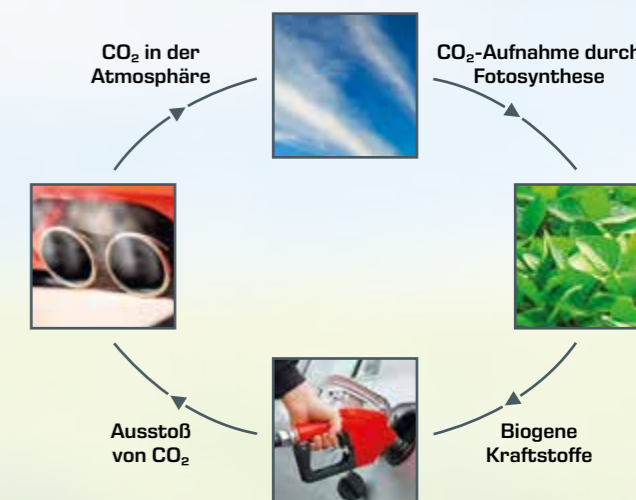 CO₂ in der
Atmosphäre
CO₂-Aufnahme durch
Fotosynthese
Ausstoß
von CO₂
Biogene
Kraftstoffe